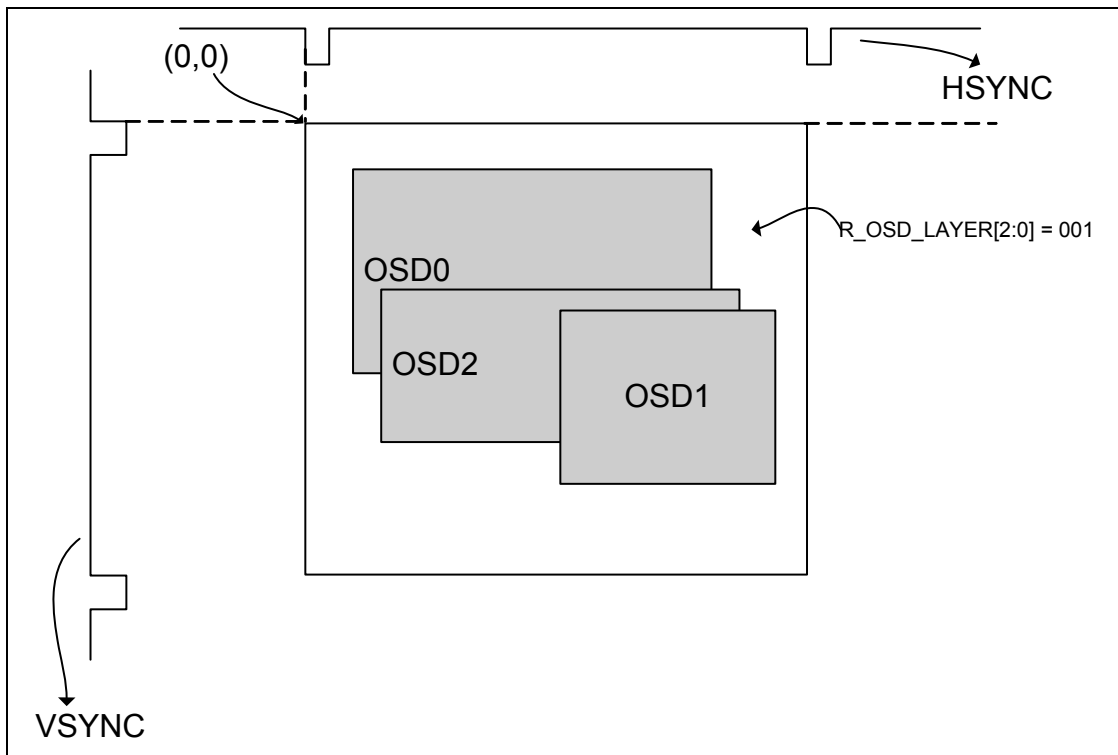 (0,0)
HSYNC
R_OSD_LAYER[2:0] = 001
OSD0
OSD2
OSD1
VSYNC